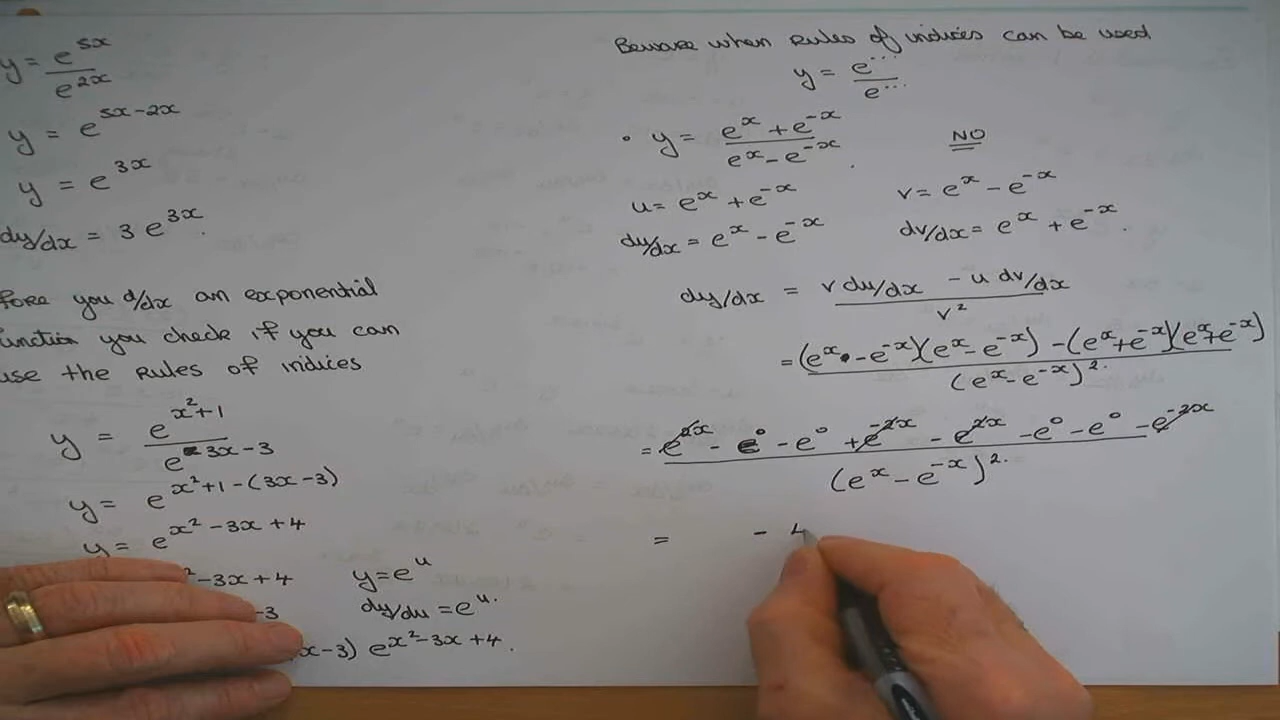 y = e^5x / e^2x
y = e^5x-2x
y = e^3x
dy/dx = 3 e^3x.
fore you d/dx an exponential
unction you check if you can
use the rules of indices
y = e^x²+1 / e^3x-3
y = e^x²+1-(3x-3)
y = e^x²-3x+4
²-3x+4 y=e^u
-3 dy/du = e^u.
x-3) e^x²-3x+4.
Beware when rules of indices can be used
y = e^... / e^...
• y = e^x + e^-x / e^x - e^-x. NO
u= e^x + e^-x v= e^x - e^-x
du/dx = e^x - e^-x dv/dx= e^x + e^-x.
dy/dx = v du/dx - u dv/dx / v²
= (e^x - e^-x)(e^x - e^-x) - (e^x+e^-x)(e^x+e^-x) / (e^x - e^-x)².
= e^2x - e^0 - e^0 + e^-2x - e^2x - e^0 - e^0 - e^-2x / (e^x - e^-x)².
= - 4